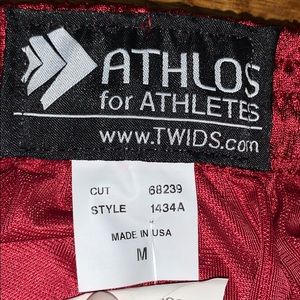 ATHLOS
for ATHLETES
www.TWIDS.com
CUT 68239
STYLE 1434A
MADE IN USA
M